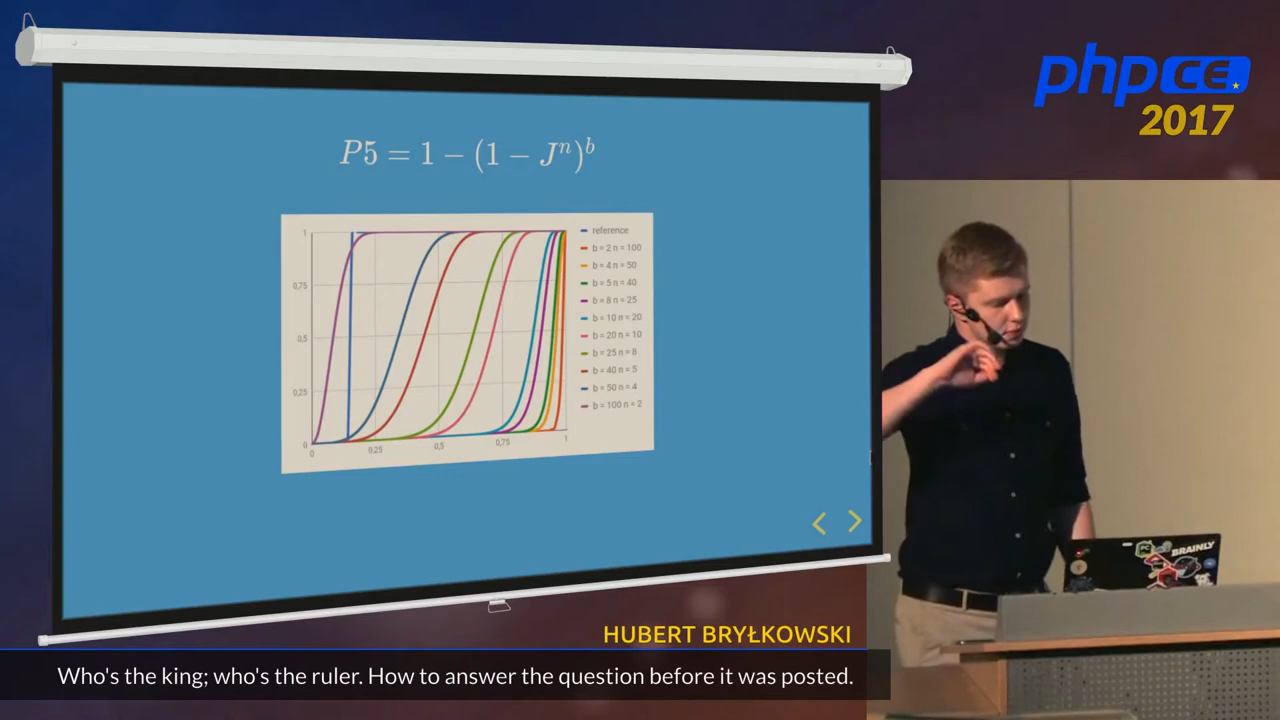 phpCE
2017
P5 = 1 − (1 − Jⁿ)ᵇ
1
0,75
0,5
0,25
0
0
0,25
0,5
0,75
1
reference
b = 2 n = 100
b = 4 n = 50
b = 5 n = 40
b = 8 n = 25
b = 10 n = 20
b = 20 n = 10
b = 25 n = 8
b = 40 n = 5
b = 50 n = 4
b = 100 n = 2
BRAINLY
HUBERT BRYŁKOWSKI
Who's the king; who's the ruler. How to answer the question before it was posted.